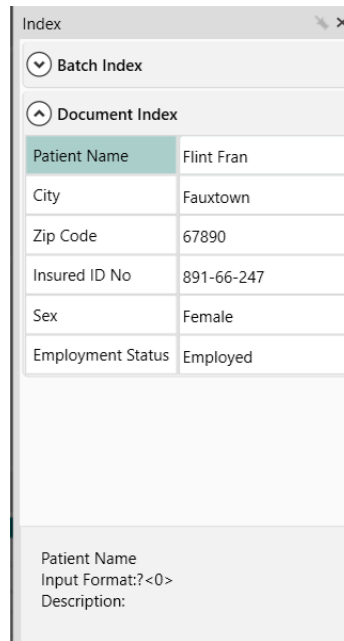 Index
Batch Index
Document Index
Patient Name Flint Fran
City Fauxtown
Zip Code 67890
Insured ID No 891-66-247
Sex Female
Employment Status Employed
Patient Name
Input Format:?<0>
Description: